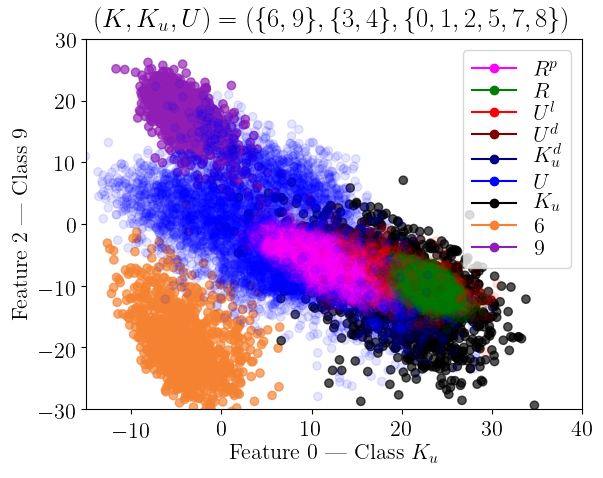 (K, K_u, U) = ({6, 9}, {3, 4}, {0, 1, 2, 5, 7, 8})
30
20
10
0
−10
−20
−30
Feature 2 — Class 9
R^p
R
U^l
U^d
K_u^d
U
K_u
6
9
−10
0
10
20
30
40
Feature 0 — Class K_u